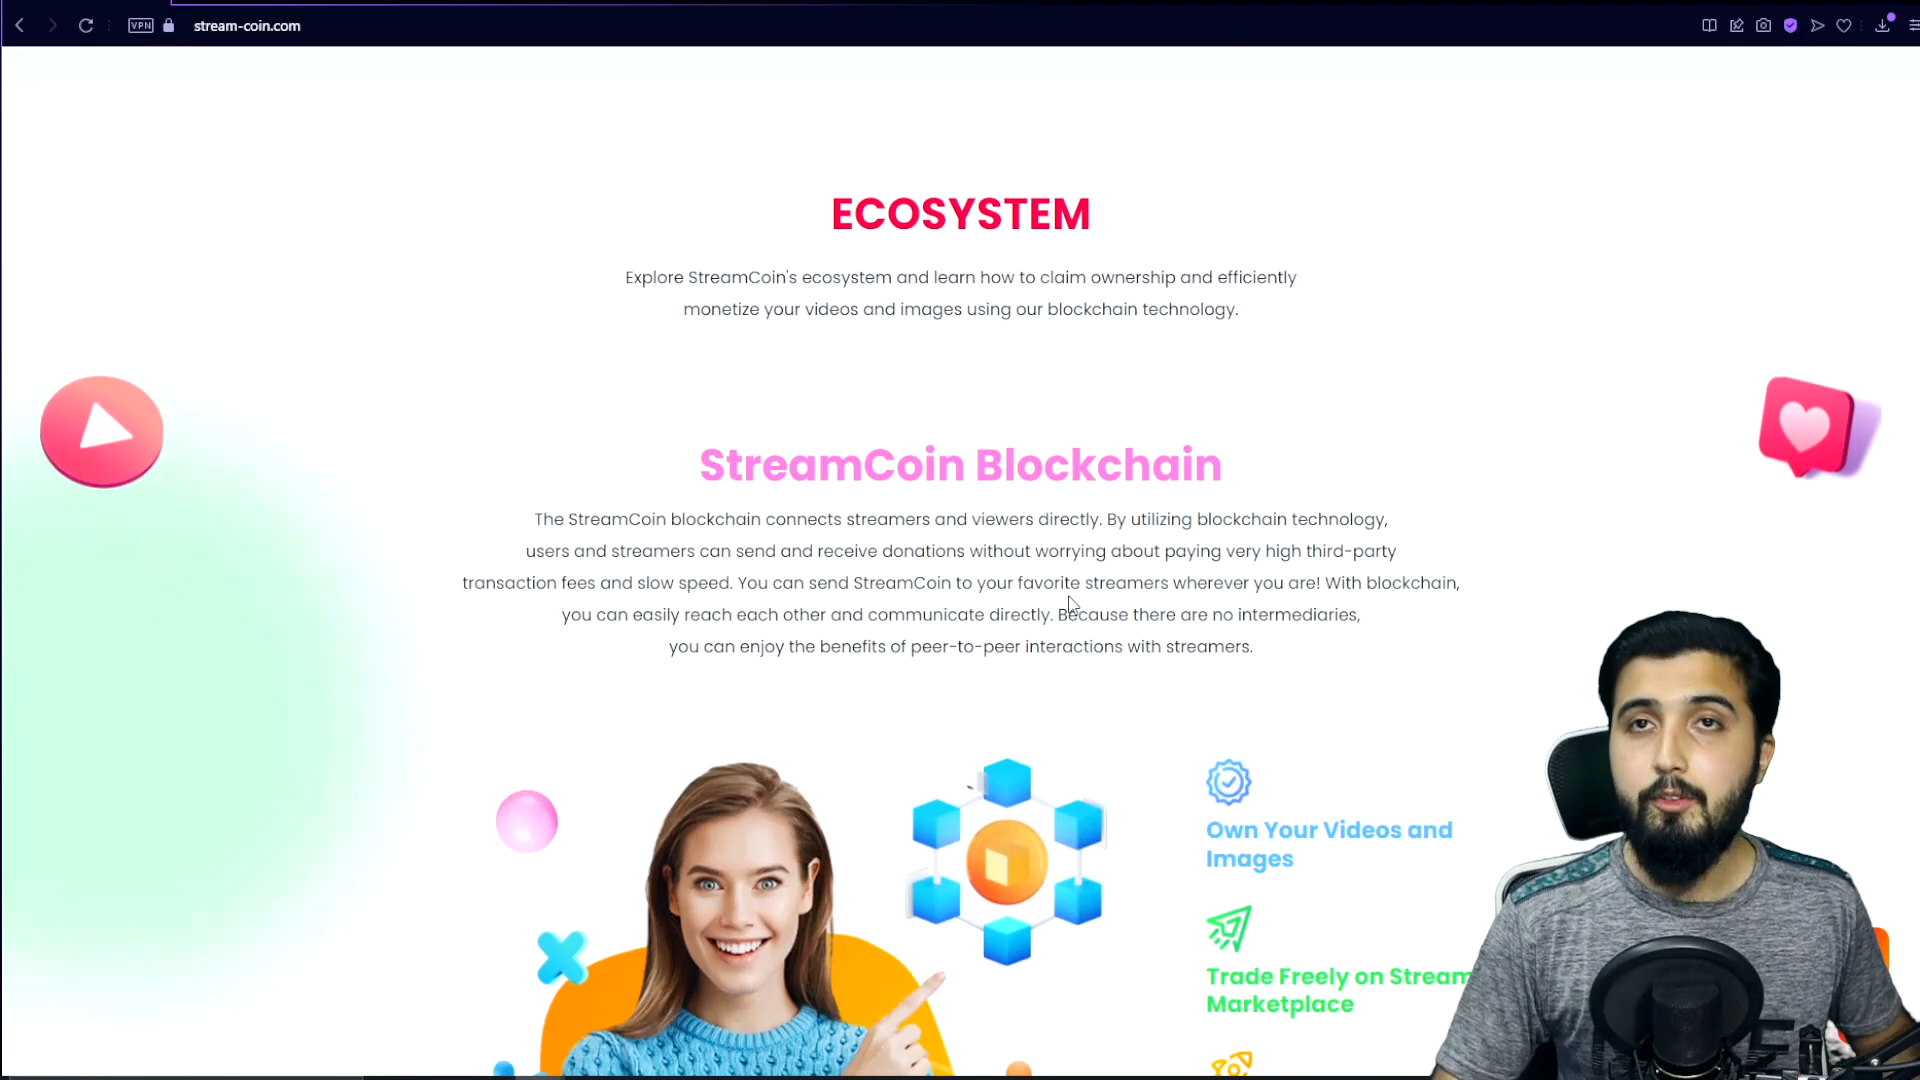 VPN
stream-coin.com
ECOSYSTEM
Explore StreamCoin's ecosystem and learn how to claim ownership and efficiently
monetize your videos and images using our blockchain technology.
StreamCoin Blockchain
The StreamCoin blockchain connects streamers and viewers directly. By utilizing blockchain technology,
users and streamers can send and receive donations without worrying about paying very high third-party
transaction fees and slow speed. You can send StreamCoin to your favorite streamers wherever you are! With blockchain,
you can easily reach each other and communicate directly. Because there are no intermediaries,
you can enjoy the benefits of peer-to-peer interactions with streamers.
Own Your Videos and
Images
Trade Freely on Stream
Marketplace